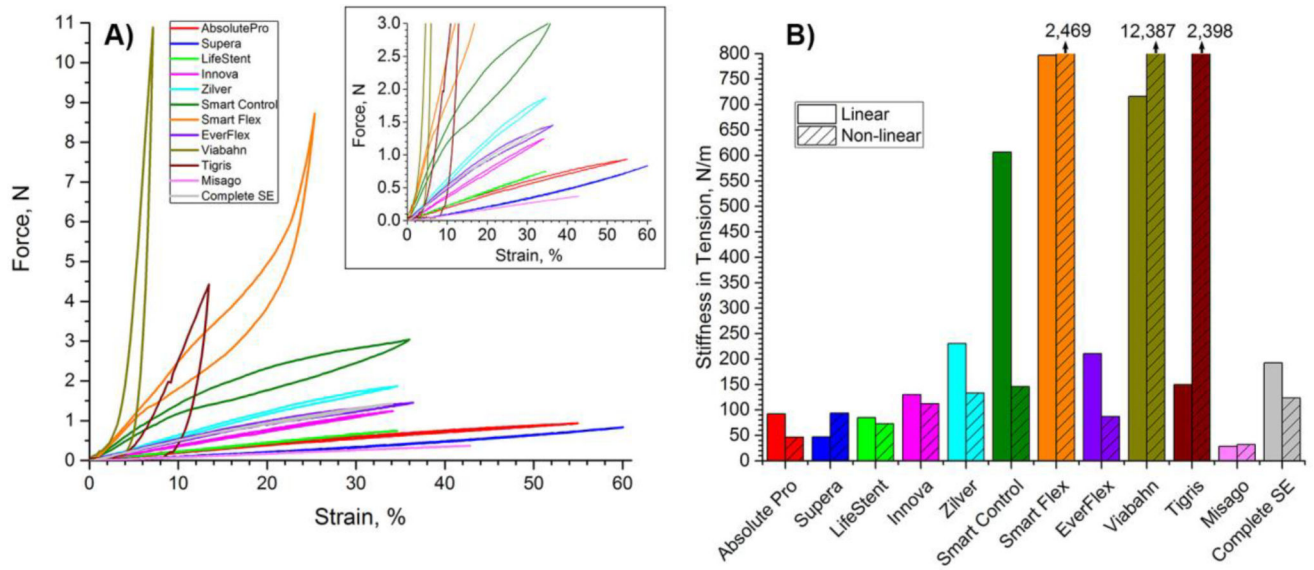 A)
Force, N
11
10
9
8
7
6
5
4
3
2
1
0
0 10 20 30 40 50 60
Strain, %
AbsolutePro
Supera
LifeStent
Innova
Zilver
Smart Control
Smart Flex
EverFlex
Viabahn
Tigris
Misago
Complete SE
Force, N
3.0
2.5
2.0
1.5
1.0
0.5
0.0
0 10 20 30 40 50 60
Strain, %
B)
2,469 12,387 2,398
Stiffness in Tension, N/m
800
750
700
650
600
550
500
450
400
350
300
250
200
150
100
50
0
Linear
Non-linear
Absolute Pro
Supera
LifeStent
Innova
Zilver
Smart Control
Smart Flex
EverFlex
Viabahn
Tigris
Misago
Complete SE